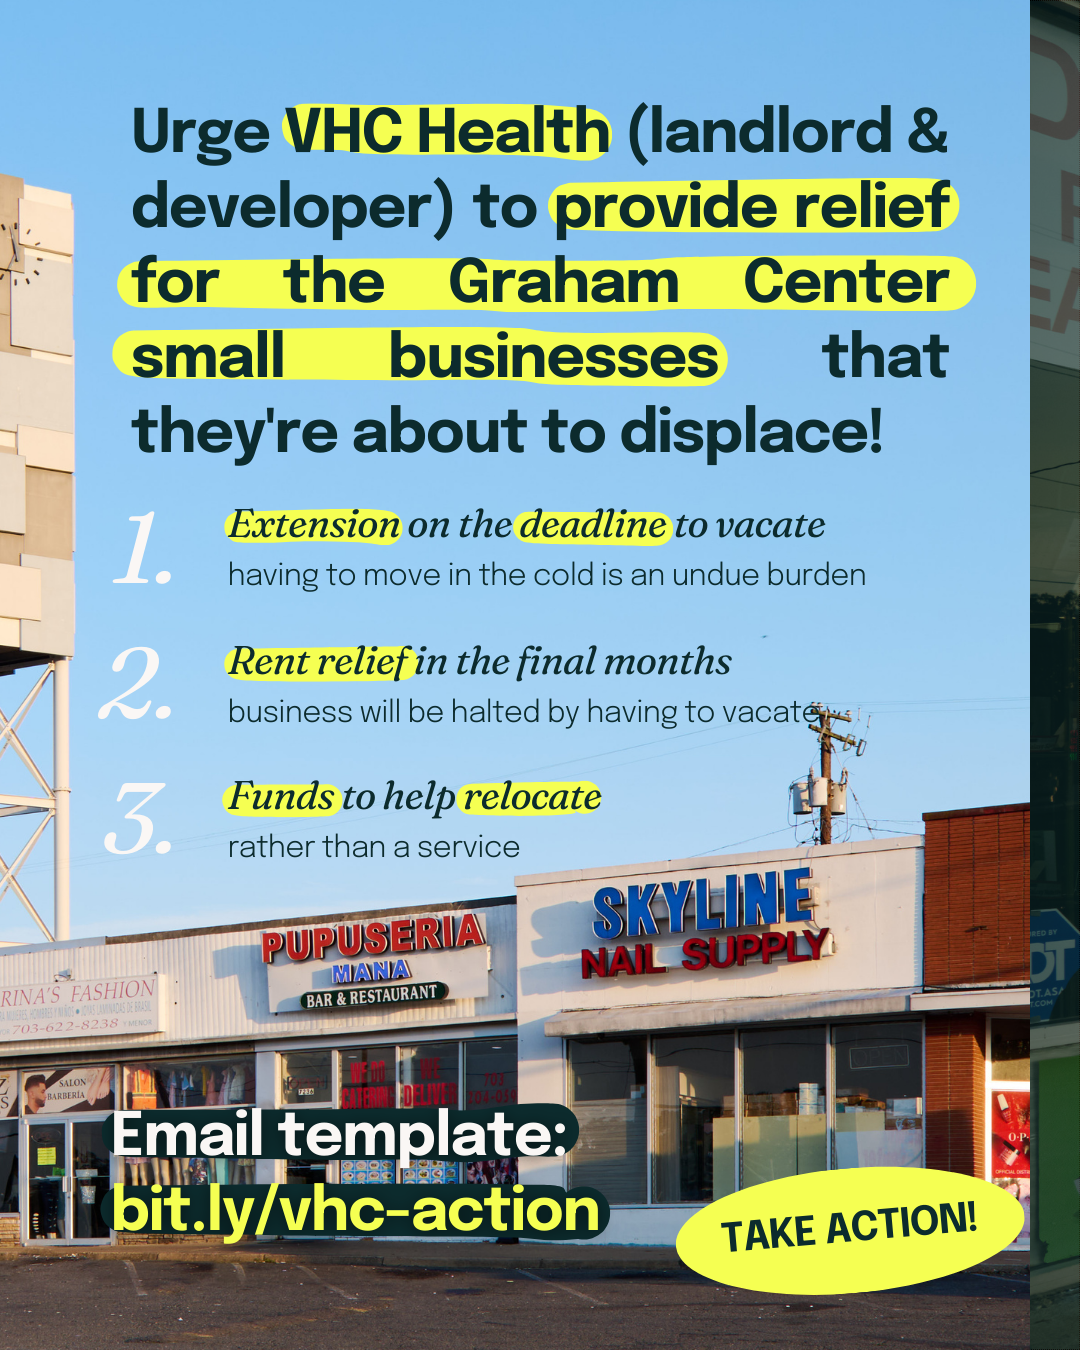 Urge VHC Health (landlord &
developer) to provide relief
for the Graham Center
small businesses that
they're about to displace!
1. Extension on the deadline to vacate
having to move in the cold is an undue burden
2. Rent relief in the final months
business will be halted by having to vacate
3. Funds to help relocate
rather than a service
SKYLINE
NAIL SUPPLY
PUPUSERIA
MANA
BAR & RESTAURANT
RINA'S FASHION
703-622-8238
SALON
BARBERÍA
WE DO
CATERING
WE
DELIVER
703
7236
O·P·
Email template:
bit.ly/vhc-action
TAKE ACTION!